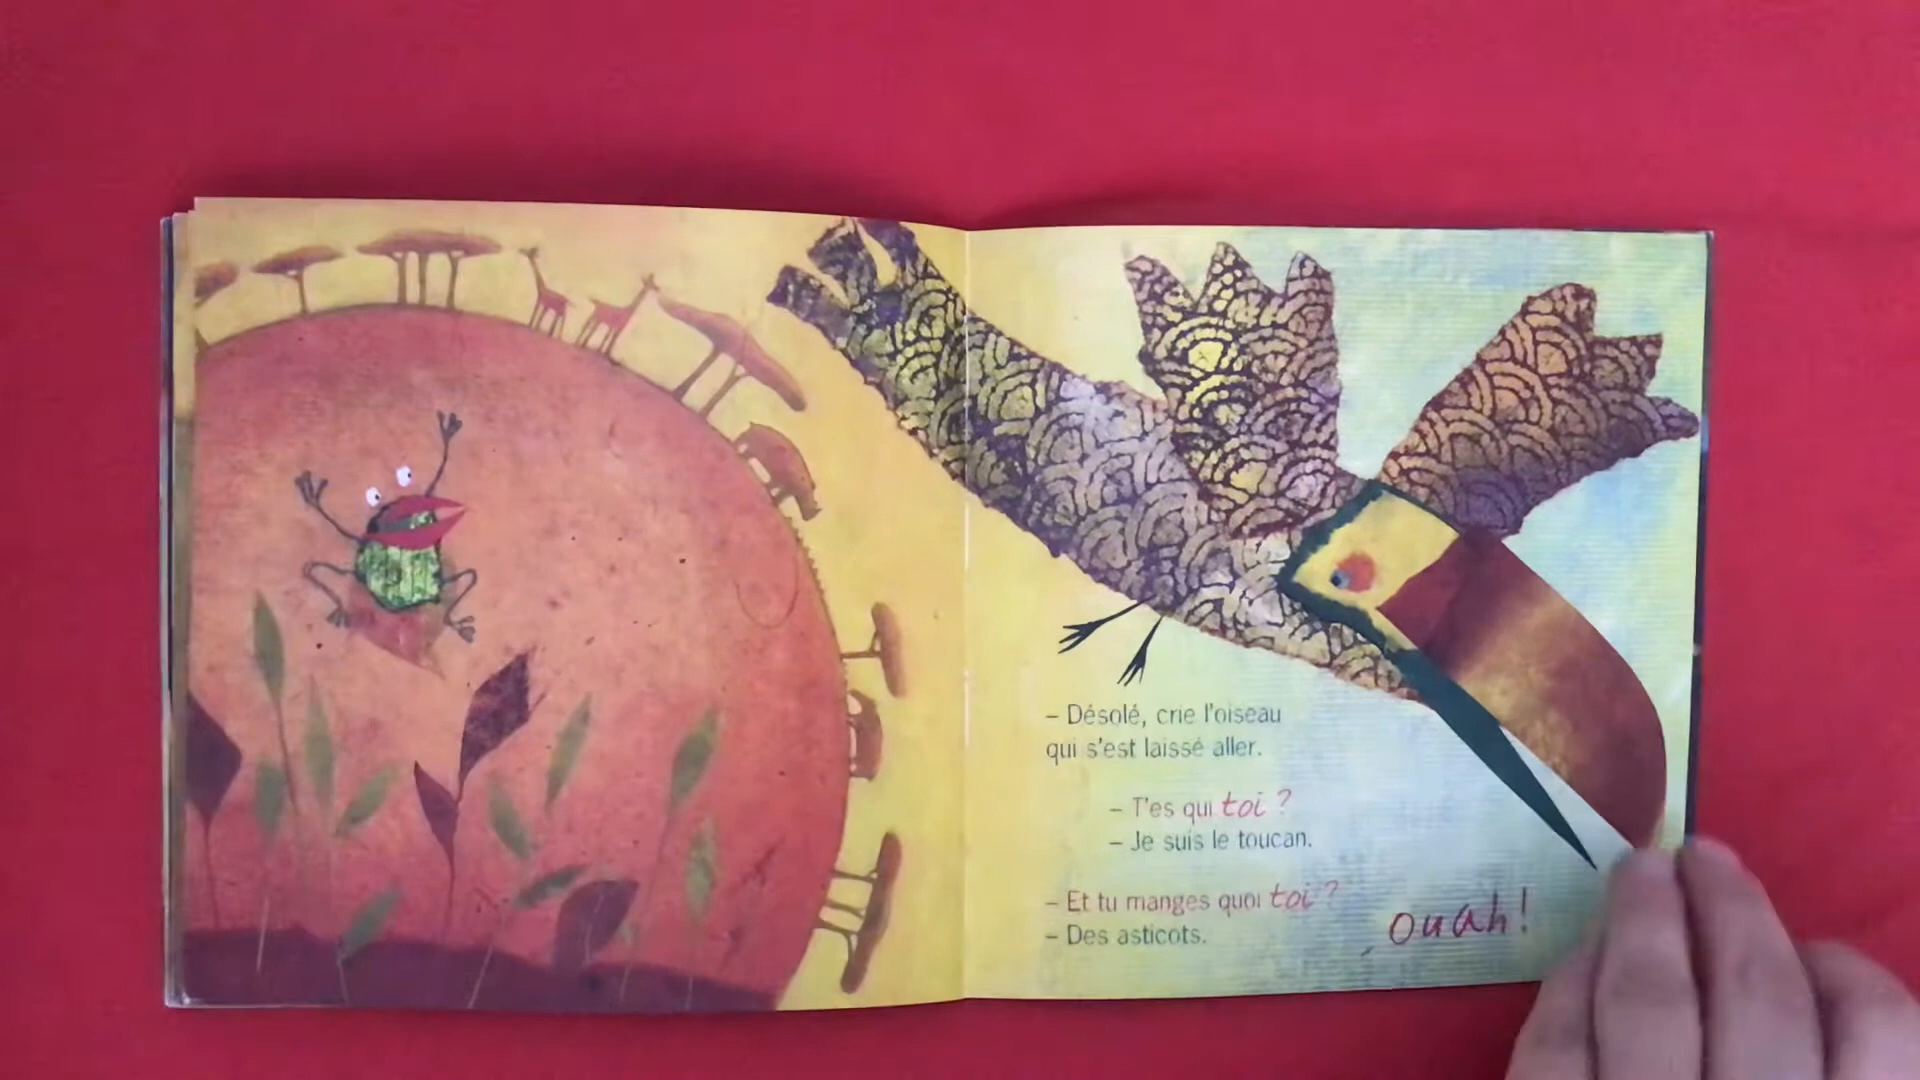 – Désolé, crie l'oiseau
qui s'est laissé aller.
– T'es qui toi ?
– Je suis le toucan.
– Et tu manges quoi toi ?
– Des asticots.
ouah!